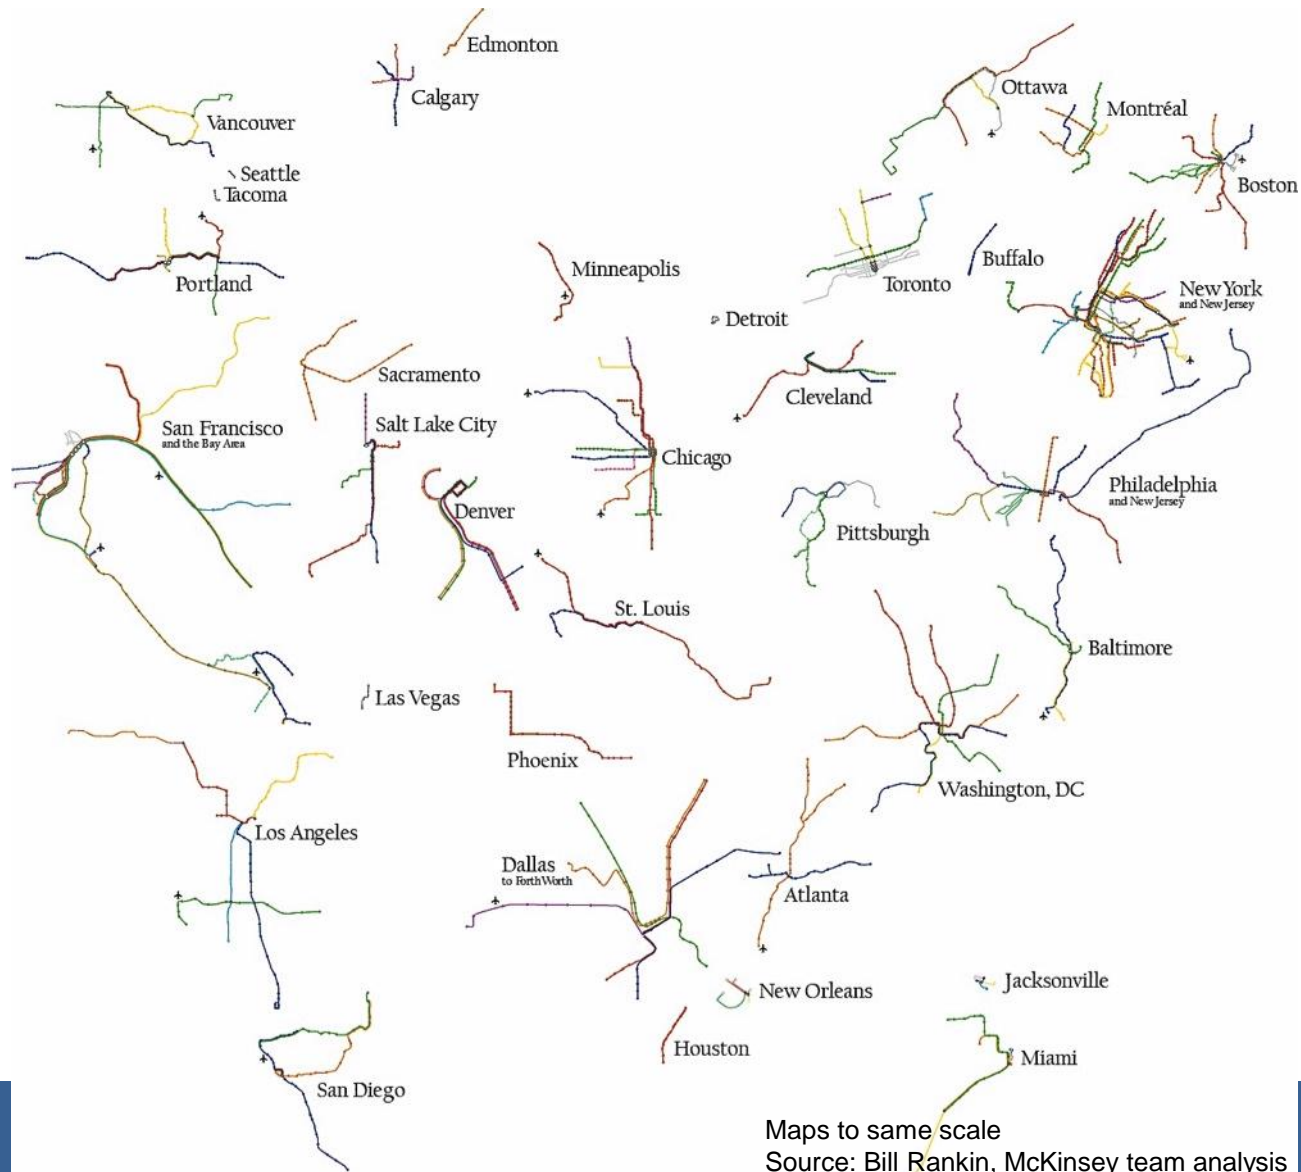 Edmonton
Calgary
Ottawa
Montréal
Vancouver
Boston
Seattle
Tacoma
Portland
Minneapolis
Toronto
Buffalo
New York
and New Jersey
Detroit
Sacramento
Cleveland
San Francisco
and the Bay Area
Salt Lake City
Chicago
Denver
Philadelphia
and New Jersey
Pittsburgh
St. Louis
Baltimore
Las Vegas
Phoenix
Washington, DC
Los Angeles
Dallas
to Forth Worth
Atlanta
New Orleans
Jacksonville
Houston
Miami
San Diego
Maps to same scale
Source: Bill Rankin, McKinsey team analysis